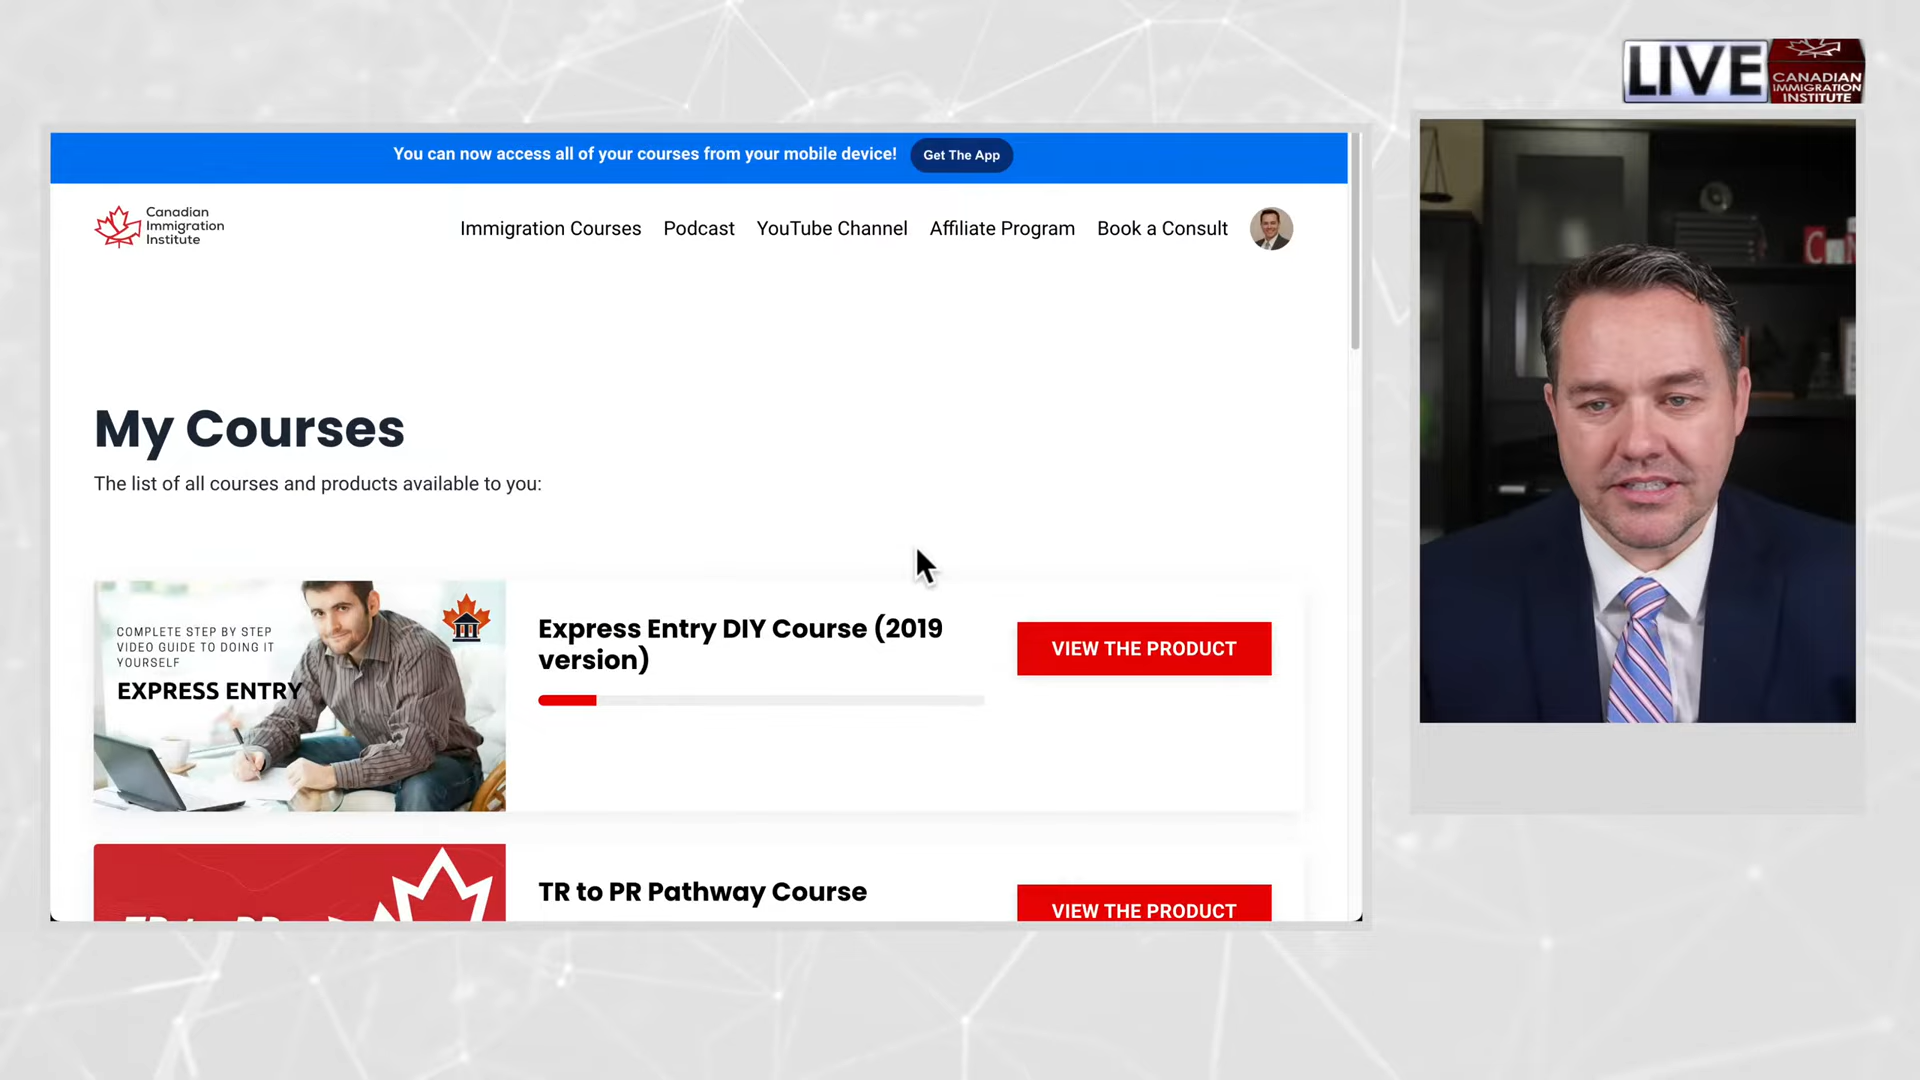 LIVE
CANADIAN
IMMIGRATION
INSTITUTE
You can now access all of your courses from your mobile device!
Get The App
Canadian
Immigration
Institute
Immigration Courses
Podcast
YouTube Channel
Affiliate Program
Book a Consult
My Courses
The list of all courses and products available to you:
COMPLETE STEP BY STEP
VIDEO GUIDE TO DOING IT
YOURSELF
EXPRESS ENTRY
Express Entry DIY Course (2019
version)
VIEW THE PRODUCT
TR to PR
TR to PR Pathway Course
VIEW THE PRODUCT